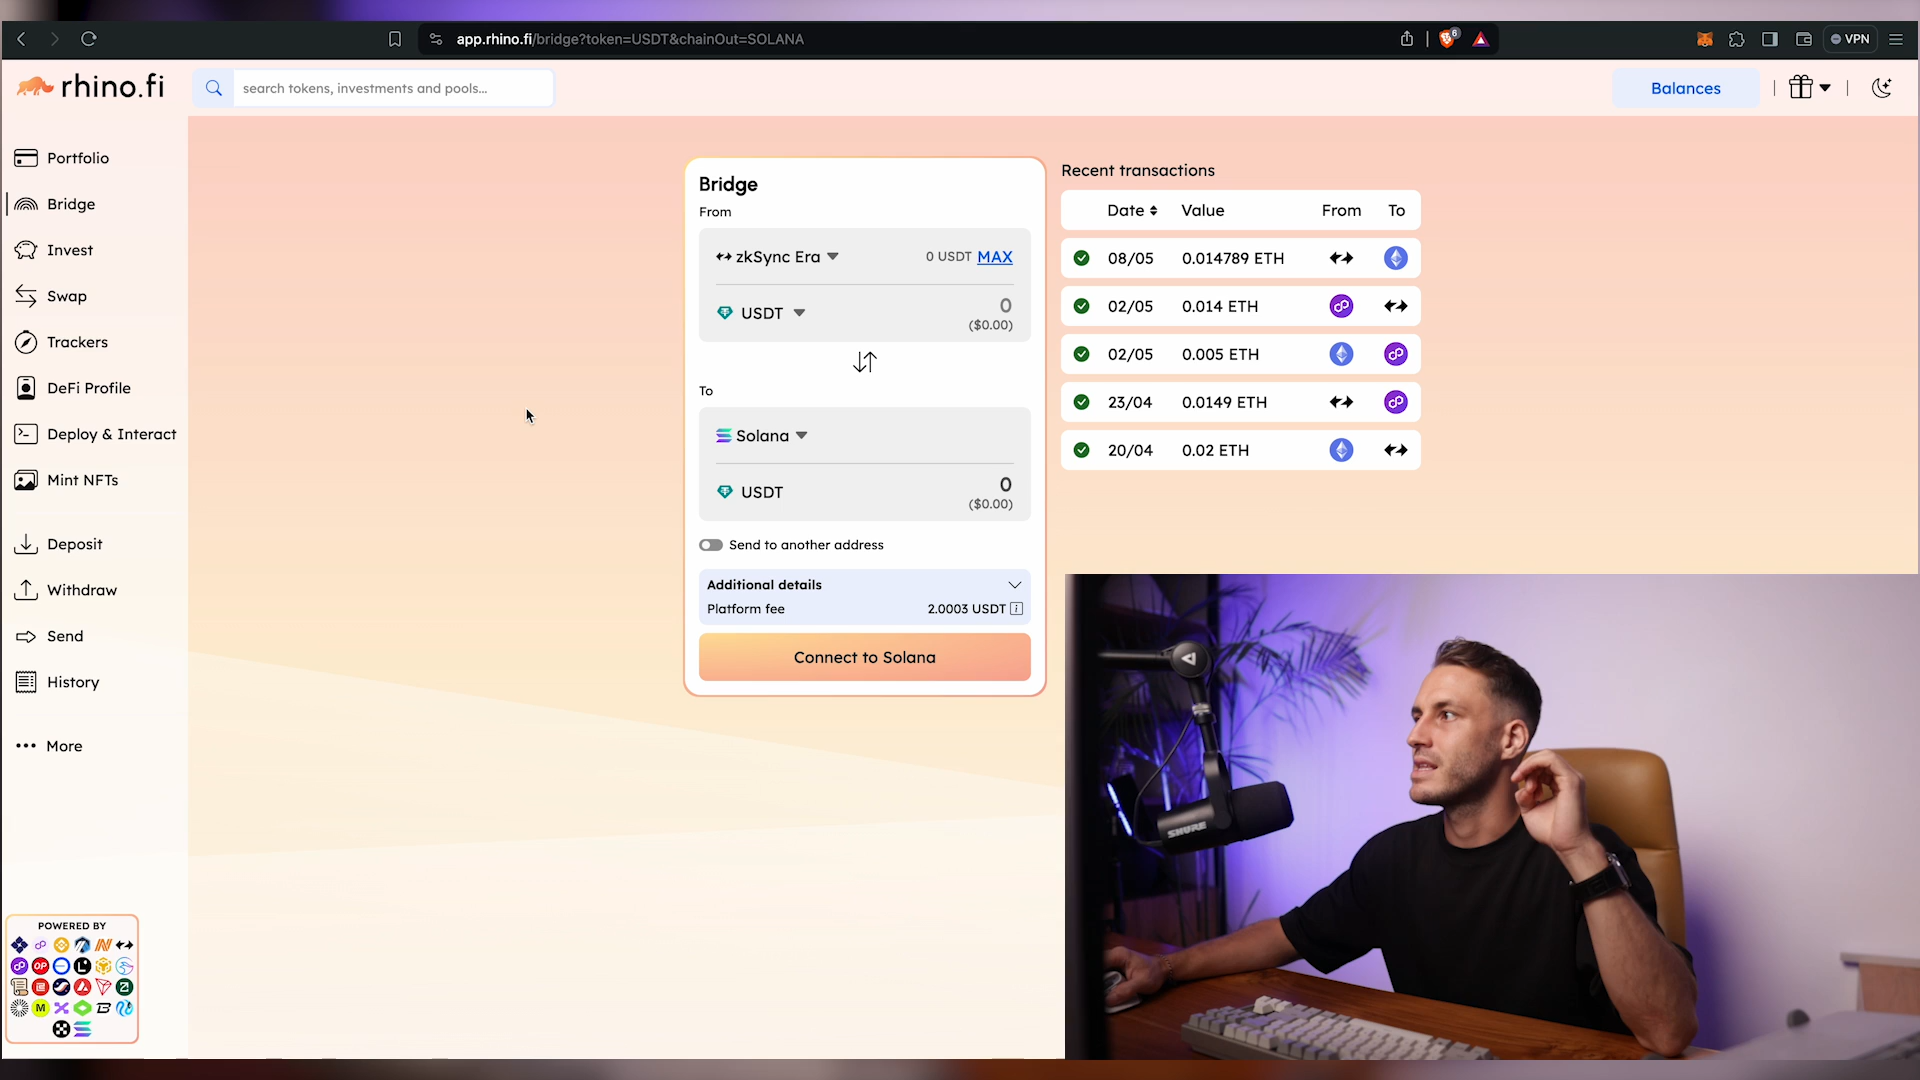 app.rhino.fi/bridge?token=USDT&chainOut=SOLANA
6
VPN
rhino.fi
search tokens, investments and pools...
Balances
Portfolio
Bridge
Invest
Swap
Trackers
DeFi Profile
Deploy & Interact
Mint NFTs
Deposit
Withdraw
Send
History
More
POWERED BY
OP
M
Bridge
From
zkSync Era
0 USDT MAX
USDT
0
($0.00)
To
Solana
USDT
0
($0.00)
Send to another address
Additional details
Platform fee
2.0003 USDT
Connect to Solana
Recent transactions
Date Value From To
08/05 0.014789 ETH
02/05 0.014 ETH
02/05 0.005 ETH
23/04 0.0149 ETH
20/04 0.02 ETH
SHURE